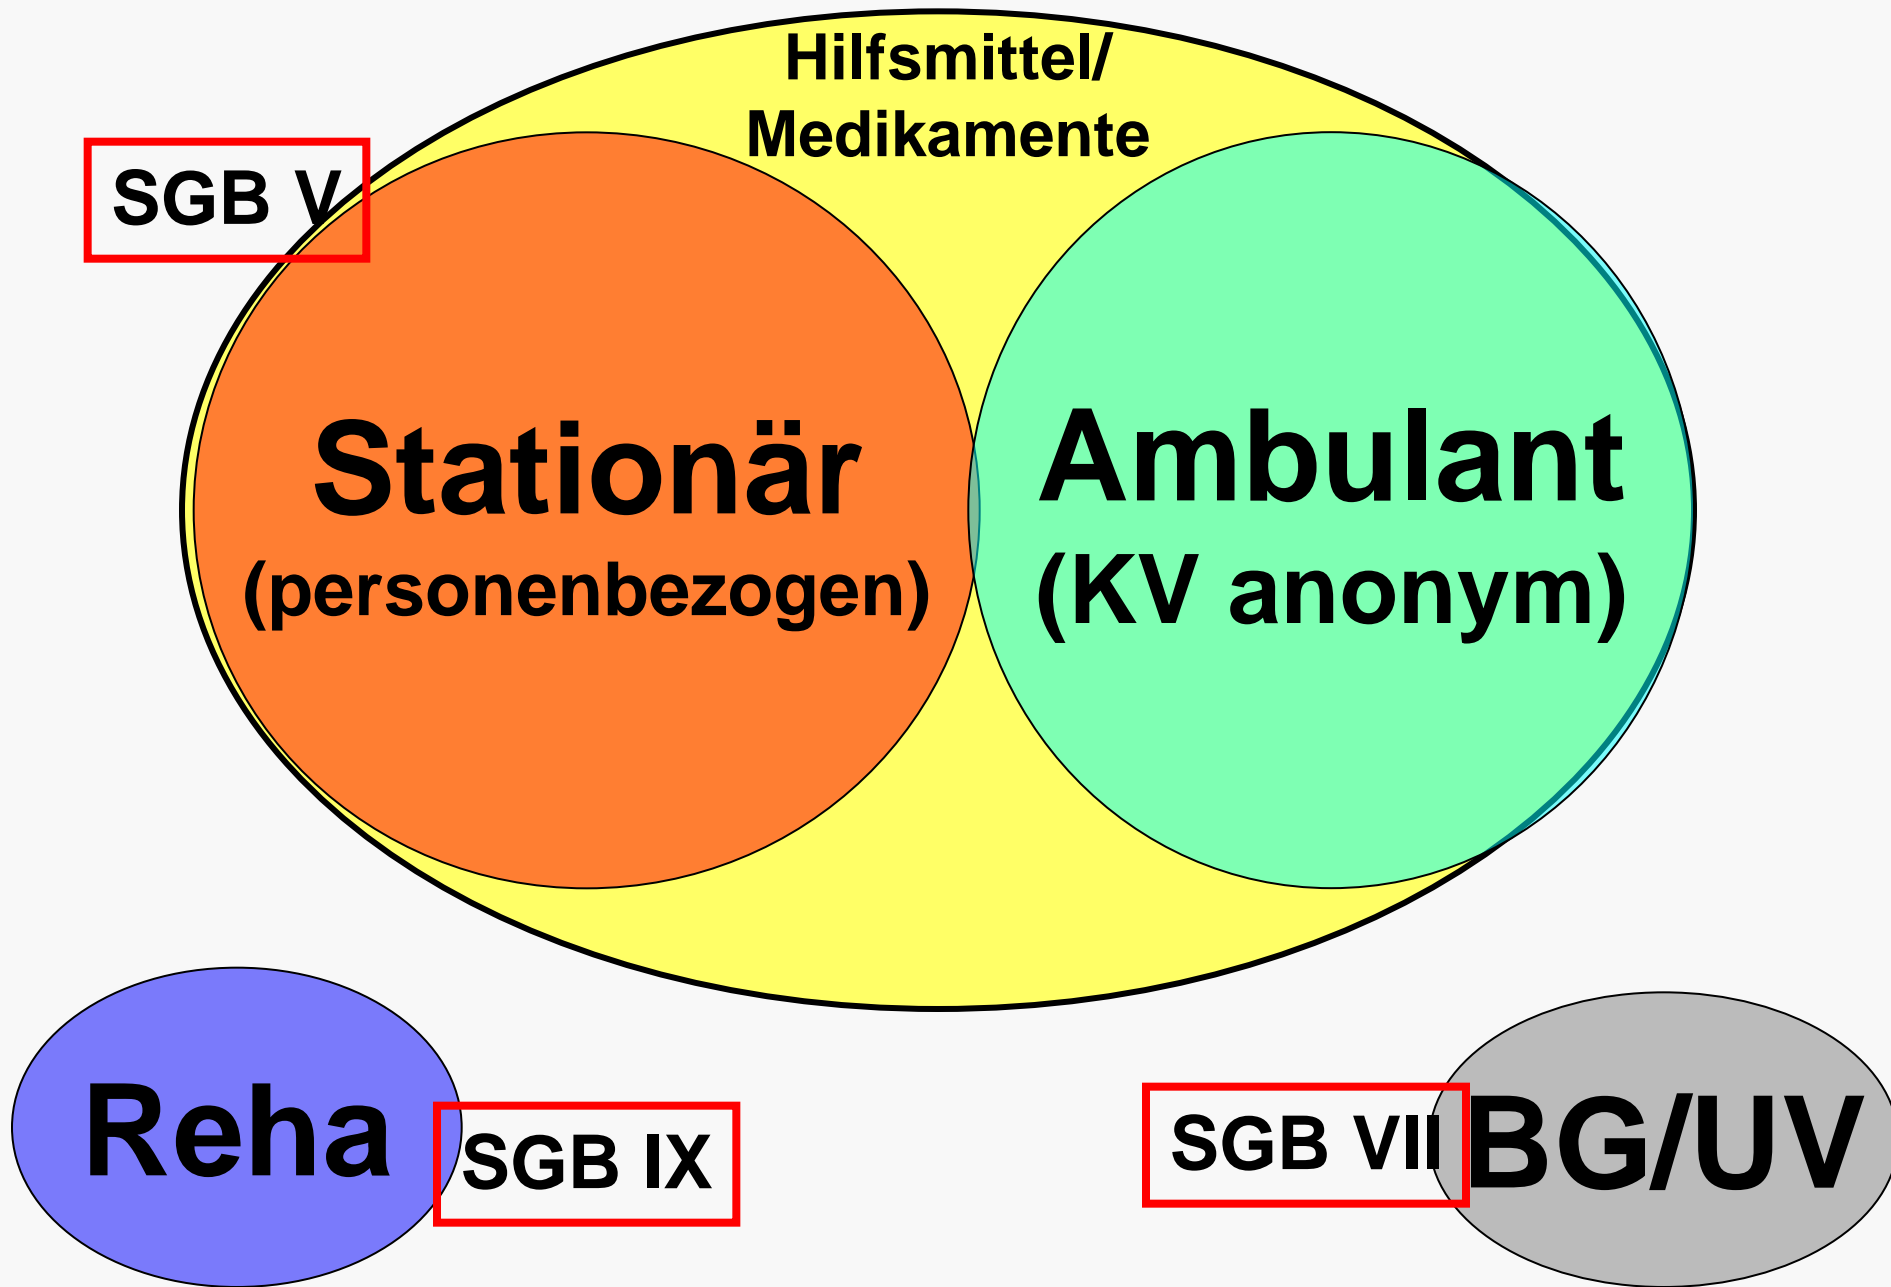 Hilfsmittel/
Medikamente
SGB V
Stationär
(personenbezogen)
Ambulant
(KV anonym)
Reha
SGB IX
SGB VII
BG/UV